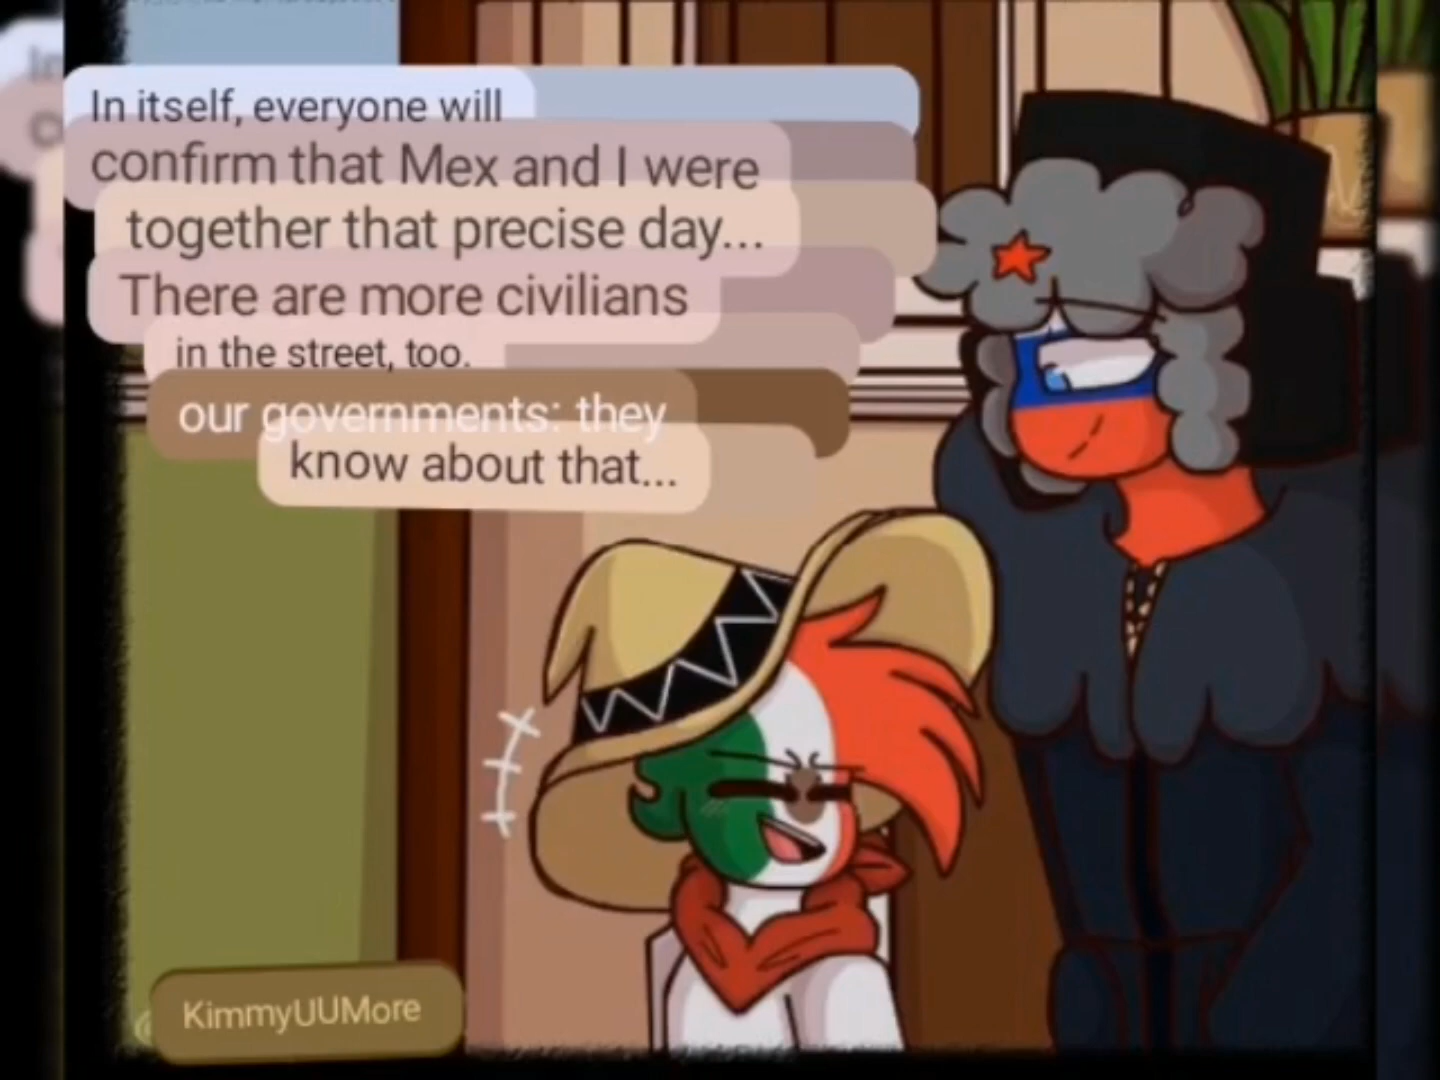 In itself, everyone will
confirm that Mex and I were
together that precise day...
There are more civilians
in the street, too.
our governments: they
know about that...
KimmyUUMore